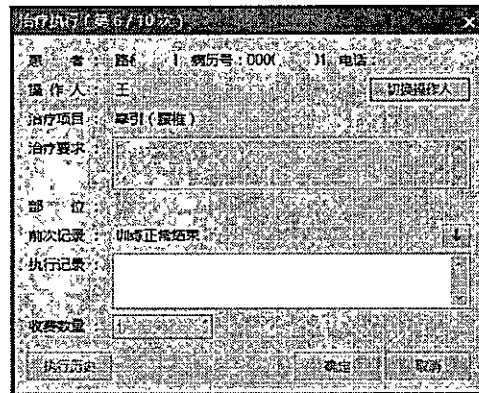 治疗执行（第6/10次）
患 者：路 病历号：000 电话：
操作人：王 切换操作人
治疗项目：牵引（腰椎）
治疗要求：
部 位：
前次记录：训练正常结束
执行记录：
收费数量：1
执行历史 确定 取消